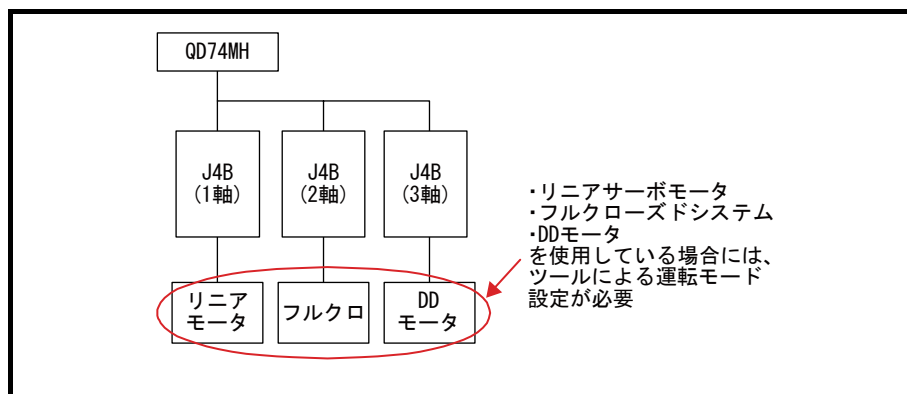 QD74MH
J4B
(1軸)
J4B
(2軸)
J4B
(3軸)
・リニアサーボモータ
・フルクローズドシステム
・DDモータ
を使用している場合には、
ツールによる運転モード
設定が必要
リニア
モータ
フルクロ
DD
モータ